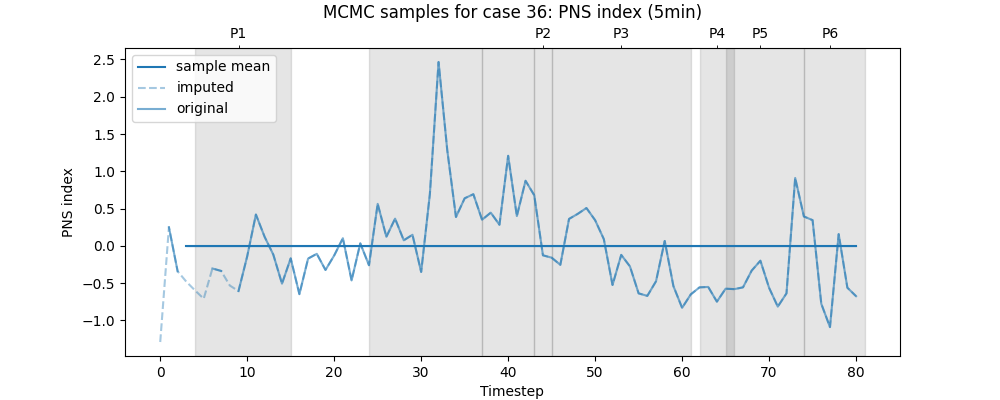 MCMC samples for case 36: PNS index (5min)
P1 P2 P3 P4 P5 P6
sample mean
imputed
original
2.5
2.0
1.5
1.0
0.5
0.0
−0.5
−1.0
PNS index
0 10 20 30 40 50 60 70 80
Timestep